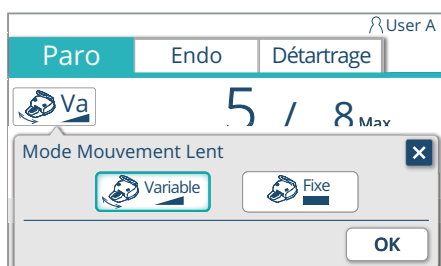 User A
Paro Endo Détartrage
Va 5 / 8 Max
Mode Mouvement Lent
Variable Fixe
OK